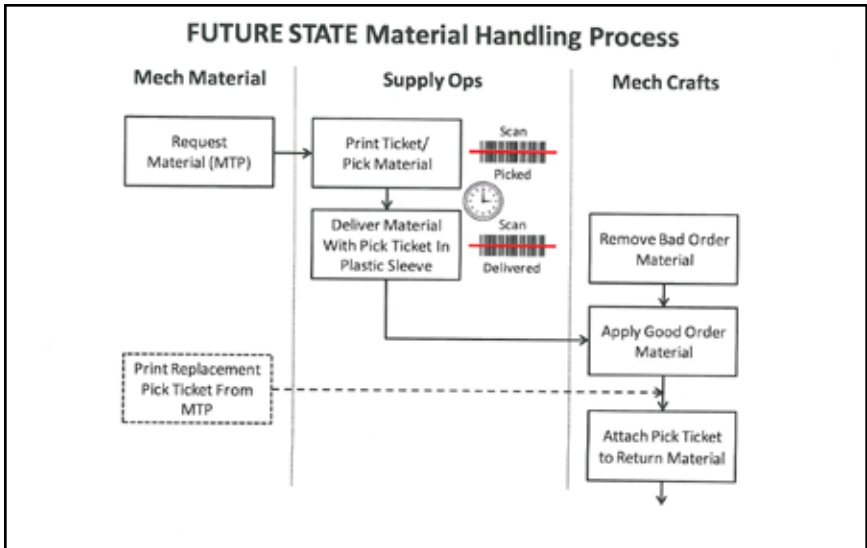 FUTURE STATE Material Handling Process
Mech Material
Supply Ops
Mech Crafts
Request
Material (MTP)
Print Ticket/
Pick Material
Scan
Picked
Deliver Material
With Pick Ticket In
Plastic Sleeve
Scan
Delivered
Remove Bad Order
Material
Apply Good Order
Material
Print Replacement
Pick Ticket From
MTP
Attach Pick Ticket
to Return Material